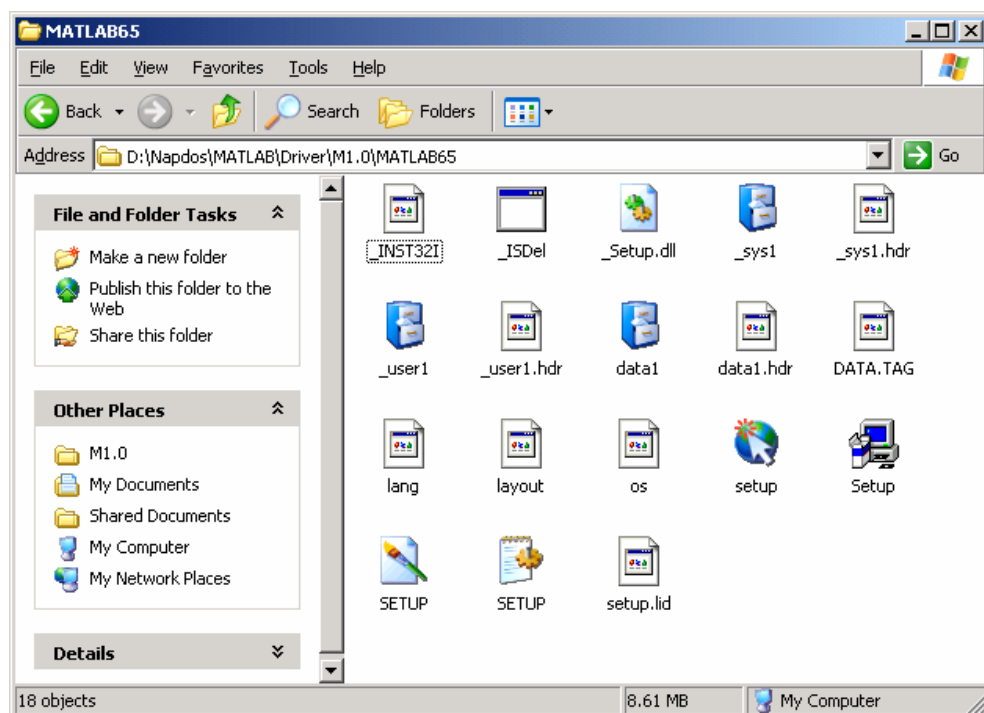 MATLAB65
File Edit View Favorites Tools Help
Back Search Folders
Address D:\Napdos\MATLAB\Driver\M1.0\MATLAB65 Go
File and Folder Tasks
Make a new folder
Publish this folder to the
Web
Share this folder
Other Places
M1.0
My Documents
Shared Documents
My Computer
My Network Places
Details
_INST32I _ISDel _Setup.dll _sys1 _sys1.hdr
_user1 _user1.hdr data1 data1.hdr DATA.TAG
lang layout os setup Setup
SETUP SETUP setup.lid
18 objects 8.61 MB My Computer